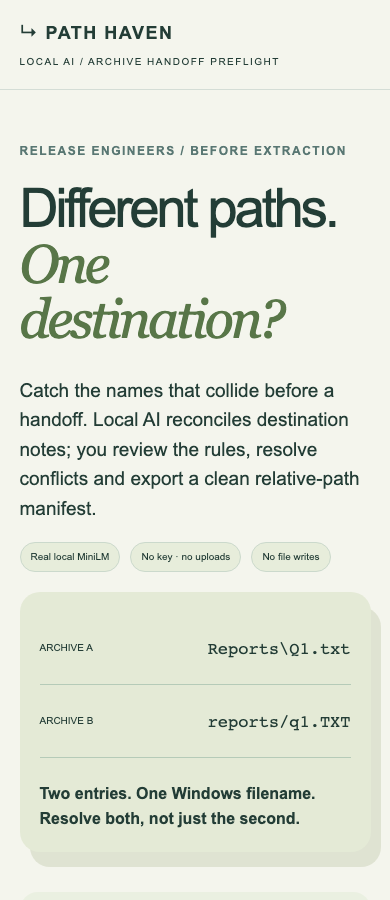 ↳ PATH HAVEN
LOCAL AI / ARCHIVE HANDOFF PREFLIGHT
RELEASE ENGINEERS / BEFORE EXTRACTION
Different paths.
One
destination?
Catch the names that collide before a
handoff. Local AI reconciles destination
notes; you review the rules, resolve
conflicts and export a clean relative-path
manifest.
Real local MiniLM
No key · no uploads
No file writes
ARCHIVE A
Reports\Q1.txt
ARCHIVE B
reports/q1.TXT
Two entries. One Windows filename.
Resolve both, not just the second.